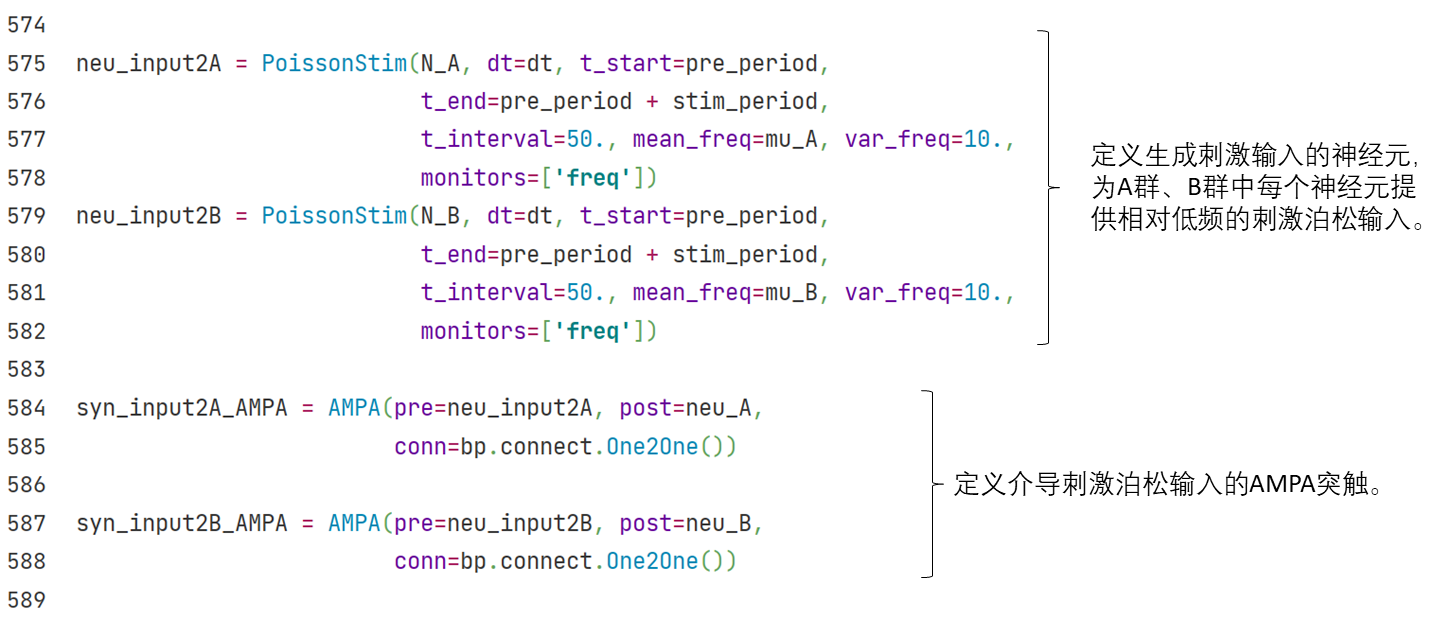 574
575 neu_input2A = PoissonStim(N_A, dt=dt, t_start=pre_period,
576 t_end=pre_period + stim_period,
577 t_interval=50., mean_freq=mu_A, var_freq=10.,
578 monitors=['freq'])
579 neu_input2B = PoissonStim(N_B, dt=dt, t_start=pre_period,
580 t_end=pre_period + stim_period,
581 t_interval=50., mean_freq=mu_B, var_freq=10.,
582 monitors=['freq'])
583
584 syn_input2A_AMPA = AMPA(pre=neu_input2A, post=neu_A,
585 conn=bp.connect.One2One())
586
587 syn_input2B_AMPA = AMPA(pre=neu_input2B, post=neu_B,
588 conn=bp.connect.One2One())
589
定义生成刺激输入的神经元,
为A群、B群中每个神经元提
供相对低频的刺激泊松输入。
定义介导刺激泊松输入的AMPA突触。